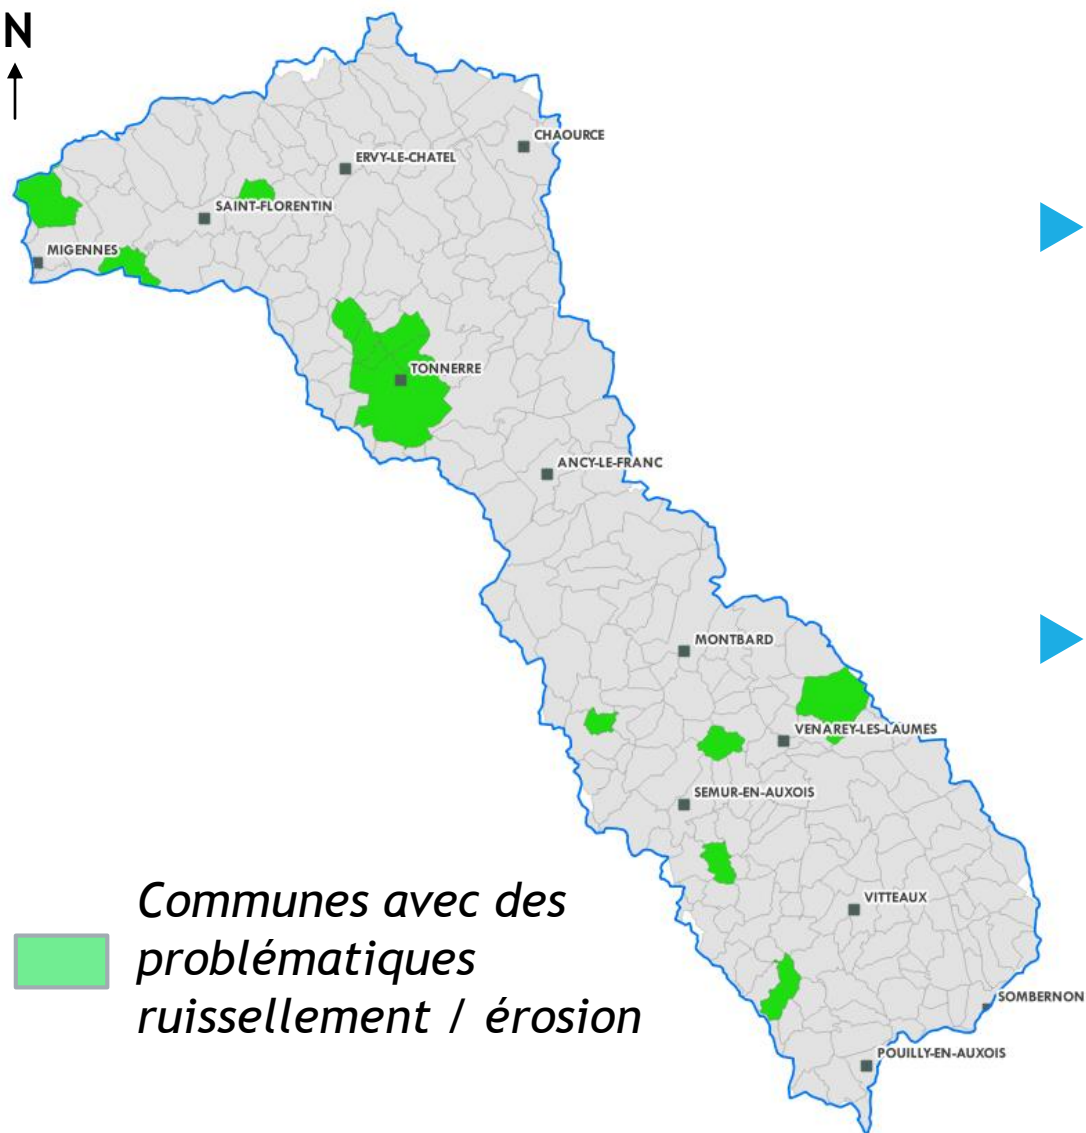 N
CHAOURCE
ERVY-LE-CHATEL
SAINT-FLORENTIN
MIGENNES
TONNERRE
ANCY-LE-FRANC
MONTBARD
VENAREY-LES-LAUMES
SEMUR-EN-AUXOIS
VITTEAUX
SOMBERNON
POUILLY-EN-AUXOIS
Communes avec des
problématiques
ruissellement / érosion